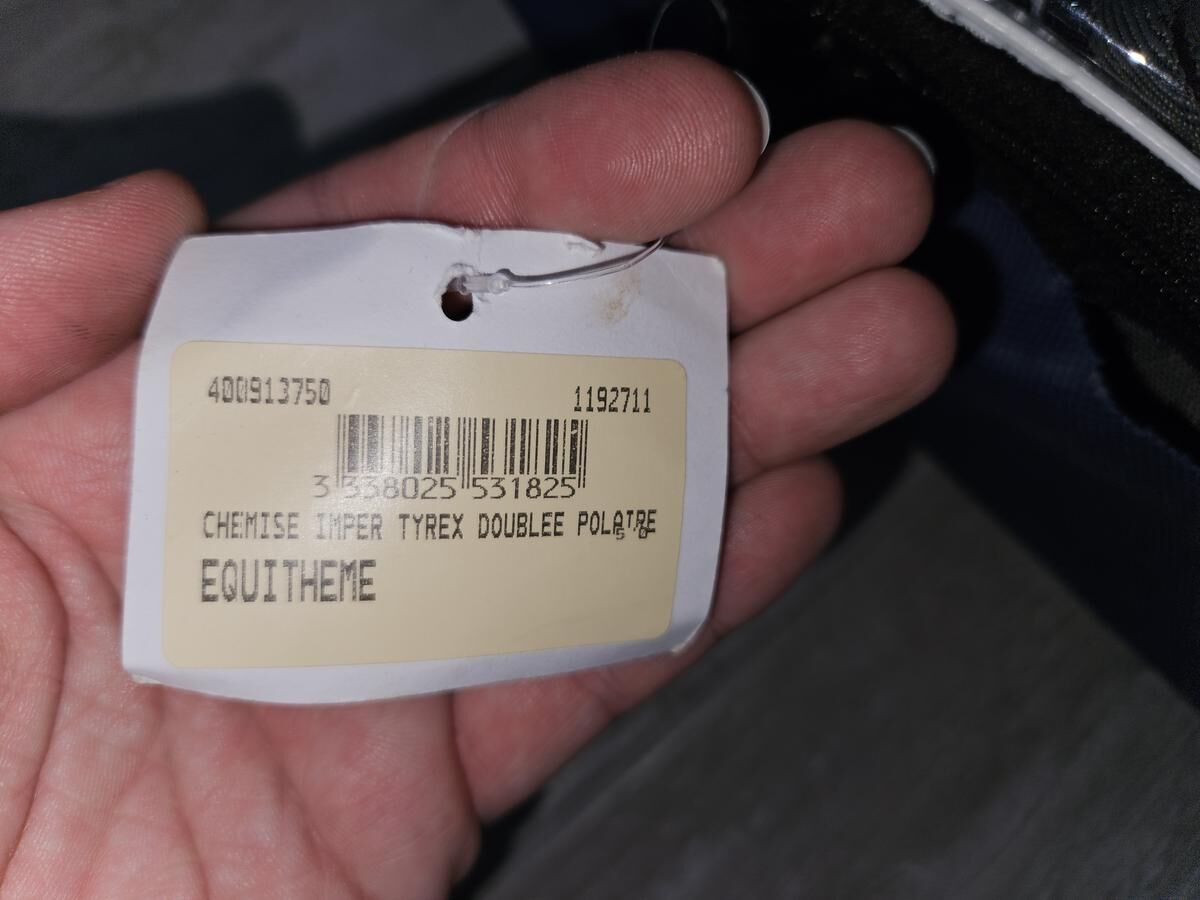 400913750 1192711
3 338025 531825
CHEMISE IMPER TYREX DOUBLEE POLAIRE
EQUITHEME